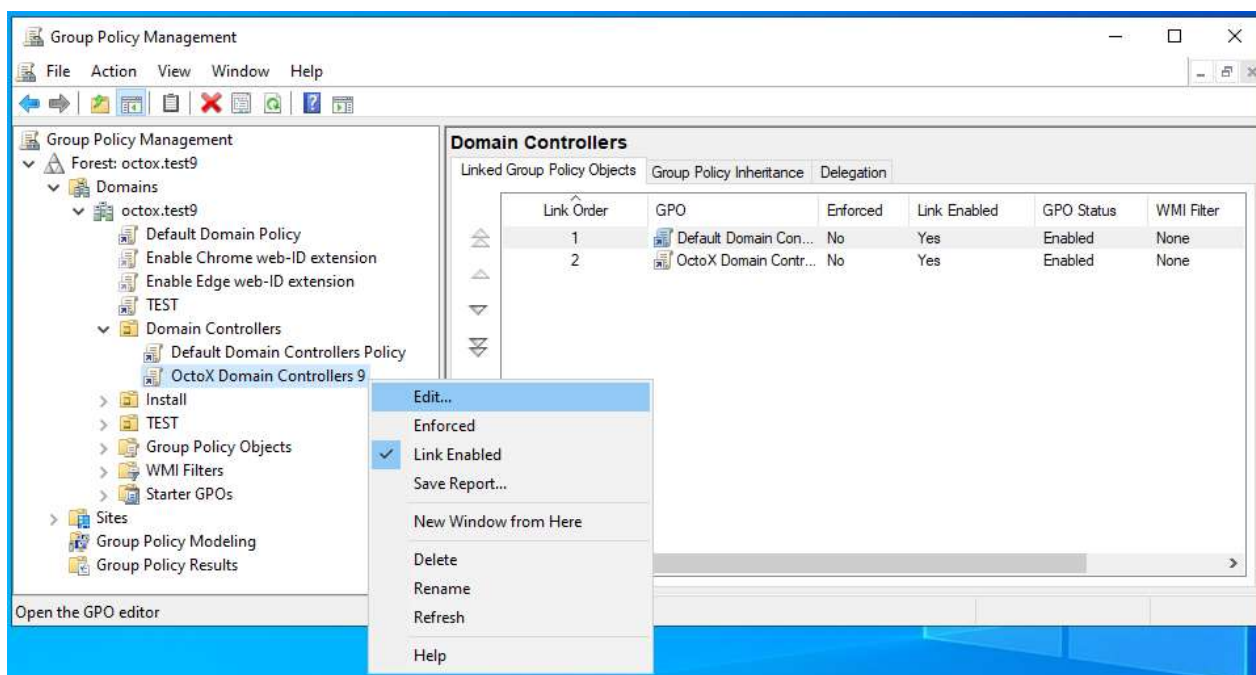 Group Policy Management
File Action View Window Help
Group Policy Management
Forest: octox.test9
Domains
octox.test9
Default Domain Policy
Enable Chrome web-ID extension
Enable Edge web-ID extension
TEST
Domain Controllers
Default Domain Controllers Policy
OctoX Domain Controllers 9
Install
TEST
Group Policy Objects
WMI Filters
Starter GPOs
Sites
Group Policy Modeling
Group Policy Results
Domain Controllers
Linked Group Policy Objects Group Policy Inheritance Delegation
Link Order GPO Enforced Link Enabled GPO Status WMI Filter
1 Default Domain Con... No Yes Enabled None
2 OctoX Domain Contr... No Yes Enabled None
Edit...
Enforced
Link Enabled
Save Report...
New Window from Here
Delete
Rename
Refresh
Help
Open the GPO editor